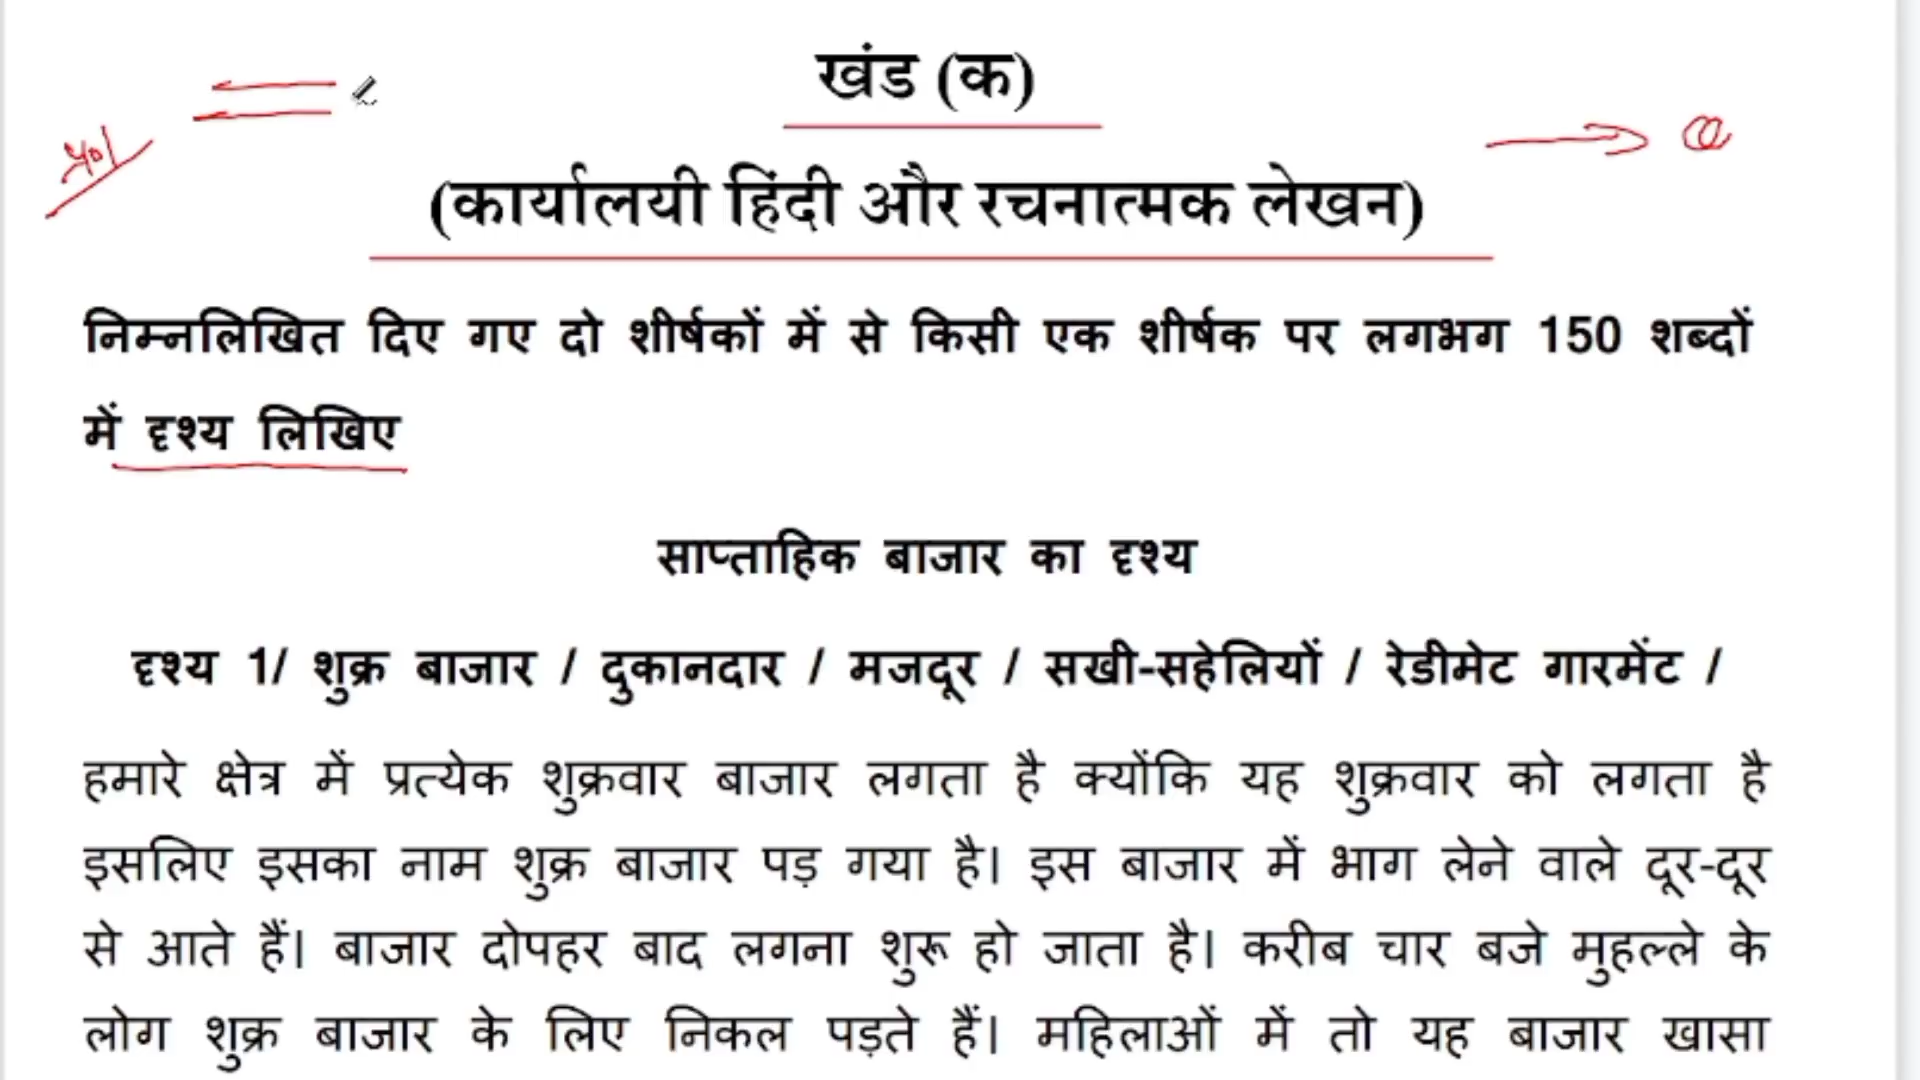 खंड (क)
(कार्यालयी हिंदी और रचनात्मक लेखन)
निम्नलिखित दिए गए दो शीर्षकों में से किसी एक शीर्षक पर लगभग 150 शब्दों
में दृश्य लिखिए
साप्ताहिक बाजार का दृश्य
दृश्य 1/ शुक्र बाजार / दुकानदार / मजदूर / सखी-सहेलियों / रेडीमेट गारमेंट /
हमारे क्षेत्र में प्रत्येक शुक्रवार बाजार लगता है क्योंकि यह शुक्रवार को लगता है
इसलिए इसका नाम शुक्र बाजार पड़ गया है। इस बाजार में भाग लेने वाले दूर-दूर
से आते हैं। बाजार दोपहर बाद लगना शुरू हो जाता है। करीब चार बजे मुहल्ले के
लोग शुक्र बाजार के लिए निकल पड़ते हैं। महिलाओं में तो यह बाजार खासा